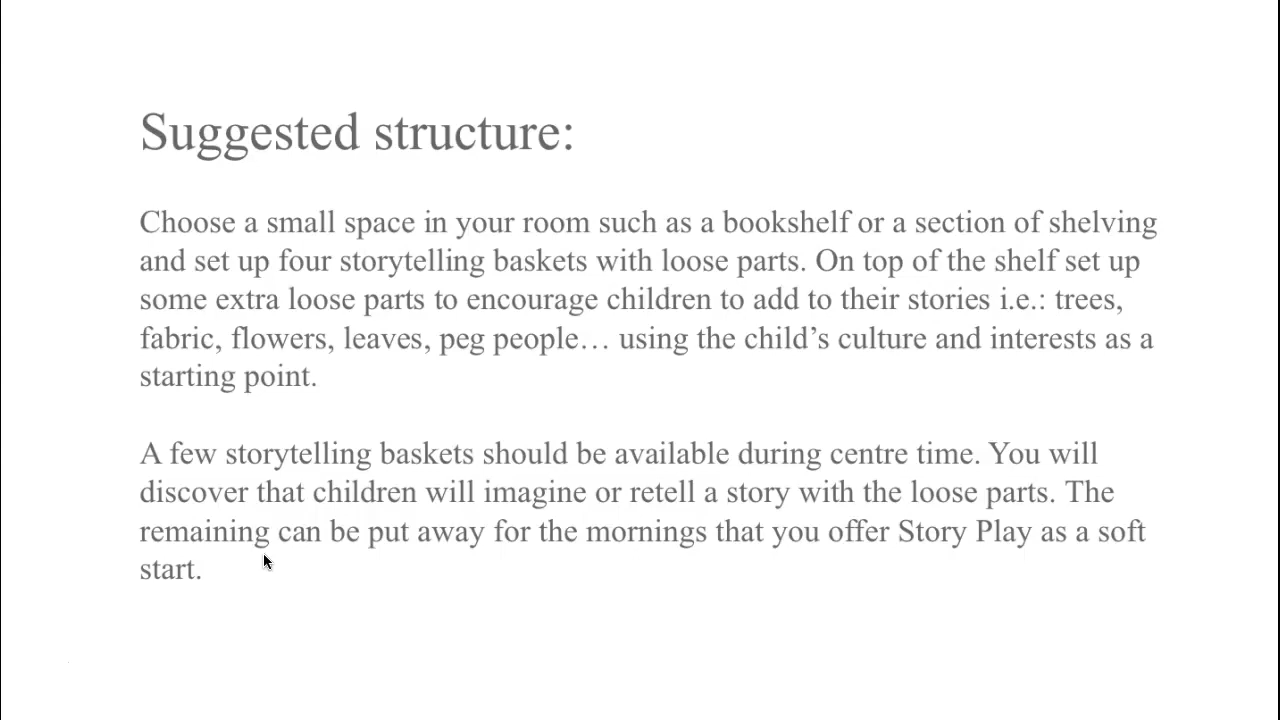 Suggested structure:
Choose a small space in your room such as a bookshelf or a section of shelving
and set up four storytelling baskets with loose parts. On top of the shelf set up
some extra loose parts to encourage children to add to their stories i.e.: trees,
fabric, flowers, leaves, peg people… using the child’s culture and interests as a
starting point.
A few storytelling baskets should be available during centre time. You will
discover that children will imagine or retell a story with the loose parts. The
remaining can be put away for the mornings that you offer Story Play as a soft
start.